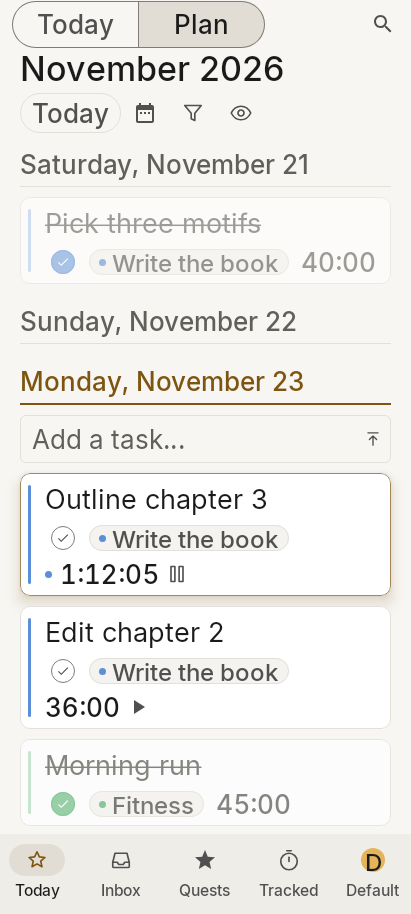 Today Plan
November 2026
Today
Saturday, November 21
Pick three motifs
Write the book 40:00
Sunday, November 22
Monday, November 23
Add a task...
Outline chapter 3
Write the book
1:12:05
Edit chapter 2
Write the book
36:00
Morning run
Fitness 45:00
D
Today Inbox Quests Tracked Default